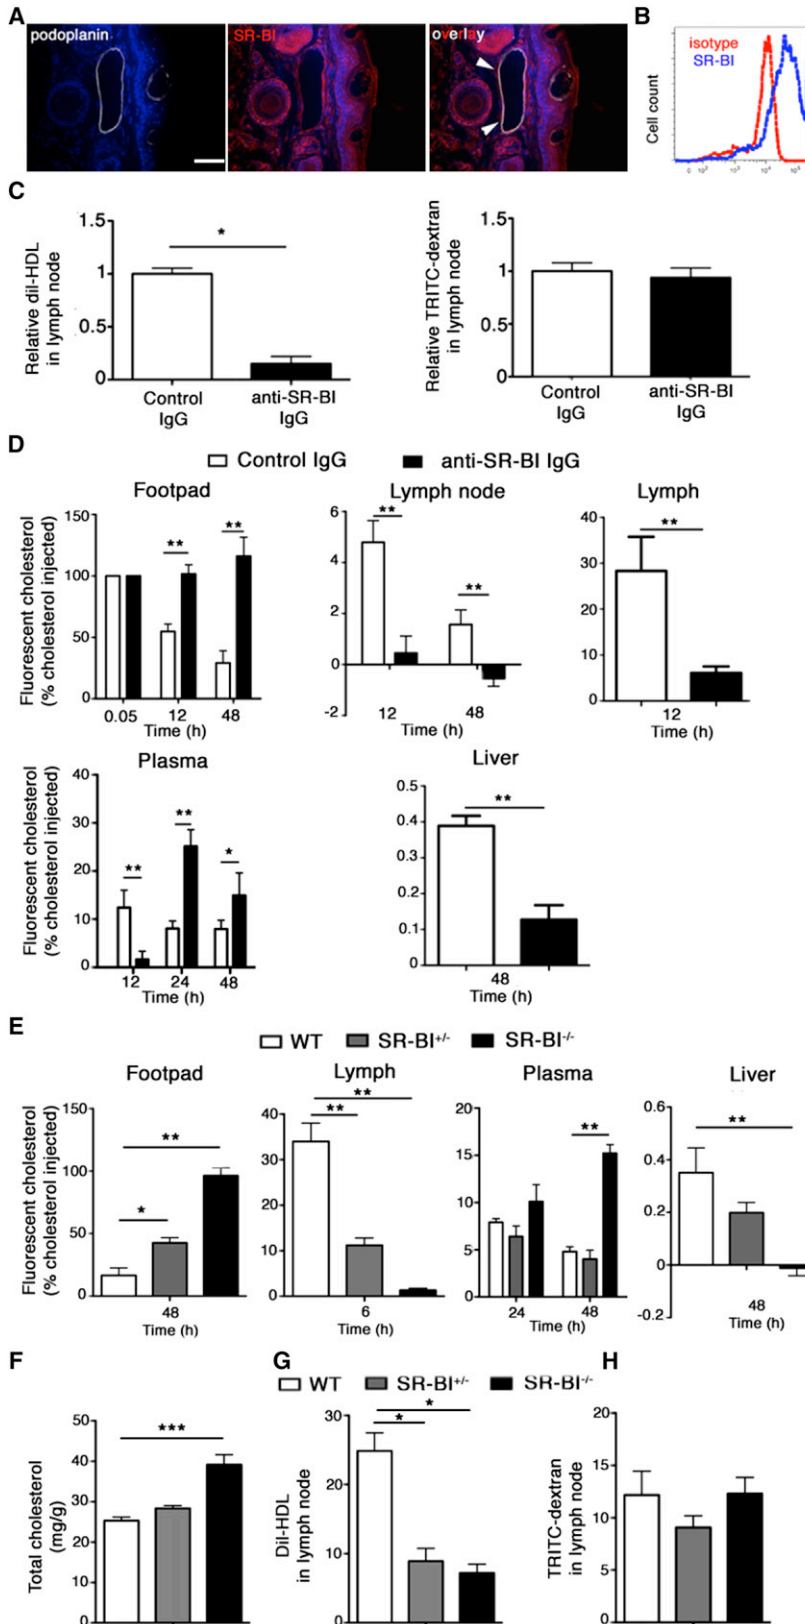 A
podoplanin
SR-BI
overlay
B
isotype
SR-BI
Cell count
0 10² 10³ 10⁴ 10⁵
C
Relative dil-HDL
in lymph node
1.5
1
0.5
0
*
Control
IgG
anti-SR-BI
IgG
Relative TRITC-dextran
in lymph node
1.5
1
0.5
0
Control
IgG
anti-SR-BI
IgG
D
Control IgG
anti-SR-BI IgG
Footpad
Fluorescent cholesterol
(% cholesterol injected)
150
100
50
0
** **
0.05 12 48
Time (h)
Lymph node
6
4
2
0
-2
** **
12 48
Time (h)
Lymph
40
30
20
10
0
**
12
Time (h)
Plasma
Fluorescent cholesterol
(% cholesterol injected)
40
30
20
10
0
** ** *
12 24 48
Time (h)
Liver
0.5
0.4
0.3
0.2
0.1
0
**
48
Time (h)
E
WT SR-BI+/- SR-BI-/-
Footpad
Fluorescent cholesterol
(% cholesterol injected)
150
100
50
0
**
*
48
Time (h)
Lymph
40
30
20
10
0
**
**
6
Time (h)
Plasma
20
15
10
5
0
**
24 48
Time (h)
Liver
0.6
0.4
0.2
0
-0.2
**
48
Time (h)
F
G
H
WT SR-BI+/- SR-BI-/-
Total cholesterol
(mg/g)
50
40
30
20
10
0
***
Dil-HDL
in lymph node
30
20
10
0
*
*
TRITC-dextran
in lymph node
20
15
10
5
0